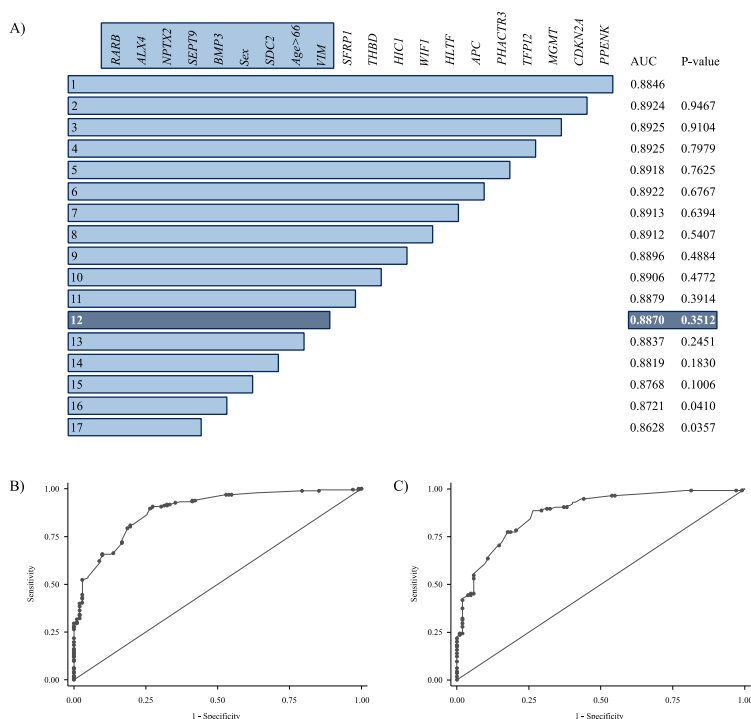 A)
RARB ALX4 NPTX2 SEPT9 BMP3 Sex SDC2 Age>66 VIM SFRP1 THBD HIC1 WIF1 HLTF APC PHACTR3 TFPI2 MGMT CDKN2A PPENK
AUC P-value
1 0.8846
2 0.8924 0.9467
3 0.8925 0.9104
4 0.8925 0.7979
5 0.8918 0.7625
6 0.8922 0.6767
7 0.8913 0.6394
8 0.8912 0.5407
9 0.8896 0.4884
10 0.8906 0.4772
11 0.8879 0.3914
12 0.8870 0.3512
13 0.8837 0.2451
14 0.8819 0.1830
15 0.8768 0.1006
16 0.8721 0.0410
17 0.8628 0.0357
B)
1.00
0.75
0.50
0.25
0.00
Sensitivity
0.00 0.25 0.50 0.75 1.00
1 - Specificity
C)
1.00
0.75
0.50
0.25
0.00
Sensitivity
0.00 0.25 0.50 0.75 1.00
1 - Specificity